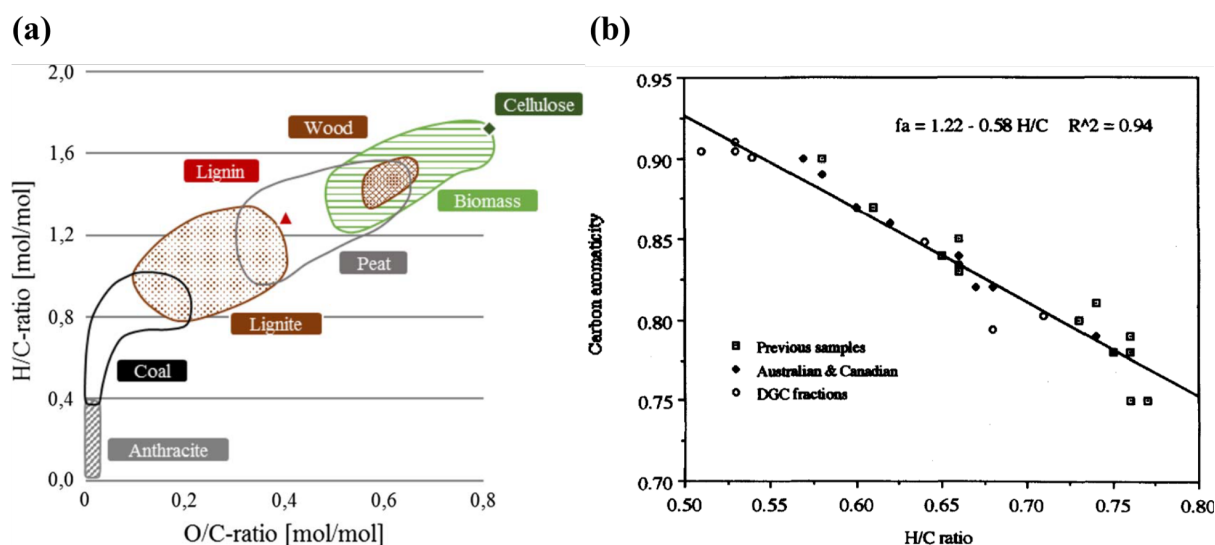 (a)
2,0
1,6
1,2
0,8
0,4
0,0
H/C-ratio [mol/mol]
Cellulose
Wood
Lignin
Biomass
Peat
Lignite
Coal
Anthracite
0
0,2
0,4
0,6
0,8
O/C-ratio [mol/mol]
(b)
0.95
0.90
0.85
0.80
0.75
0.70
Carbon aromaticity
fa = 1.22 - 0.58 H/C R^2 = 0.94
Previous samples
Australian & Canadian
DGC fractions
0.50
0.55
0.60
0.65
0.70
0.75
0.80
H/C ratio